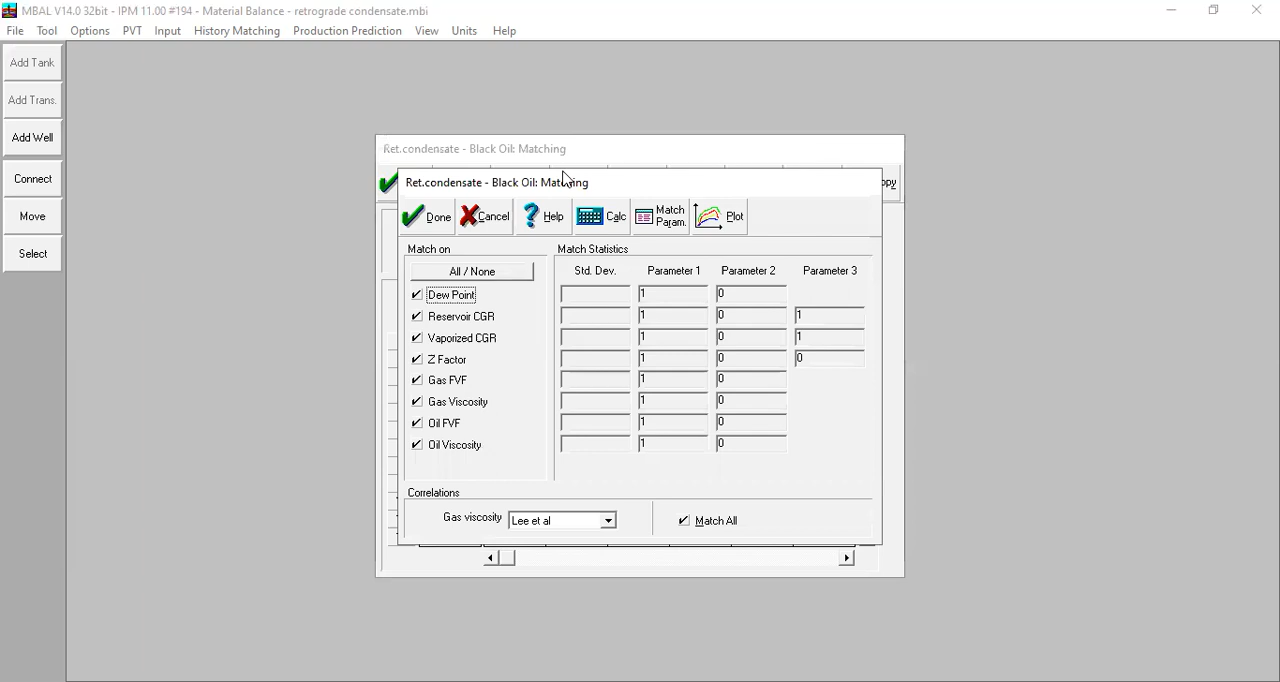 MBAL V14.0 32bit - IPM 11.00 #194 - Material Balance - retrograde condensate.mbi
File Tool Options PVT Input History Matching Production Prediction View Units Help
Add Tank
Add Trans.
Add Well
Connect
Move
Select
Ret.condensate - Black Oil: Matching
Ret.condensate - Black Oil: Matching
Done Cancel Help Calc Match Param. Plot
Match on Match Statistics
All / None Std. Dev. Parameter 1 Parameter 2 Parameter 3
Dew Point 1 0
Reservoir CGR 1 0 1
Vaporized CGR 1 0 1
Z Factor 1 0 0
Gas FVF 1 0
Gas Viscosity 1 0
Oil FVF 1 0
Oil Viscosity 1 0
Correlations
Gas viscosity Lee et al Match All